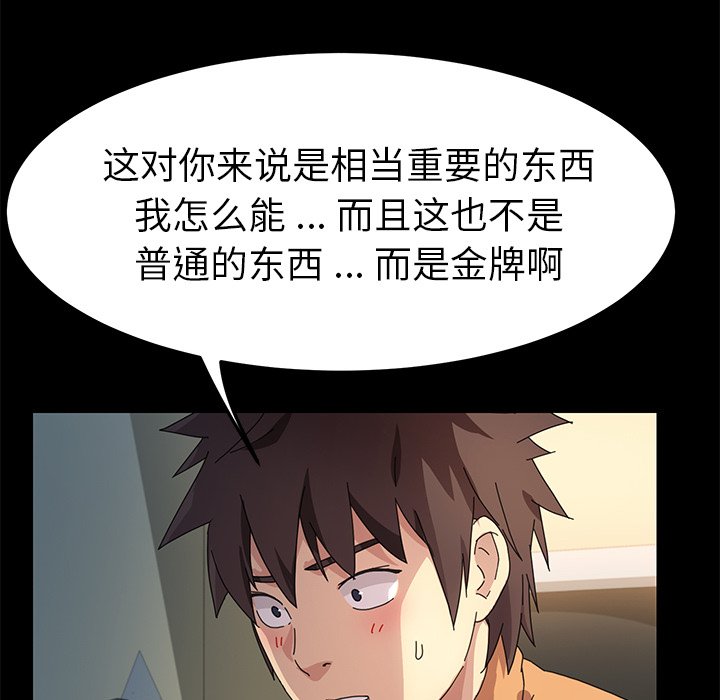 这对你来说是相当重要的东西
我怎么能 ... 而且这也不是
普通的东西 ... 而是金牌啊